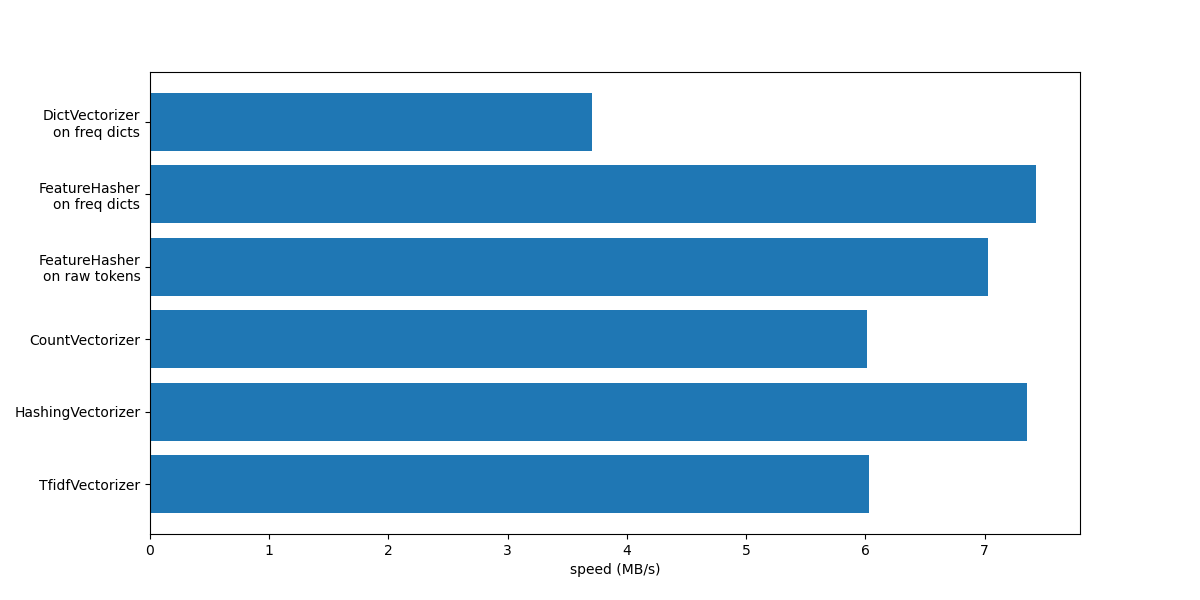 DictVectorizer
on freq dicts
FeatureHasher
on freq dicts
FeatureHasher
on raw tokens
CountVectorizer
HashingVectorizer
TfidfVectorizer
0 1 2 3 4 5 6 7
speed (MB/s)